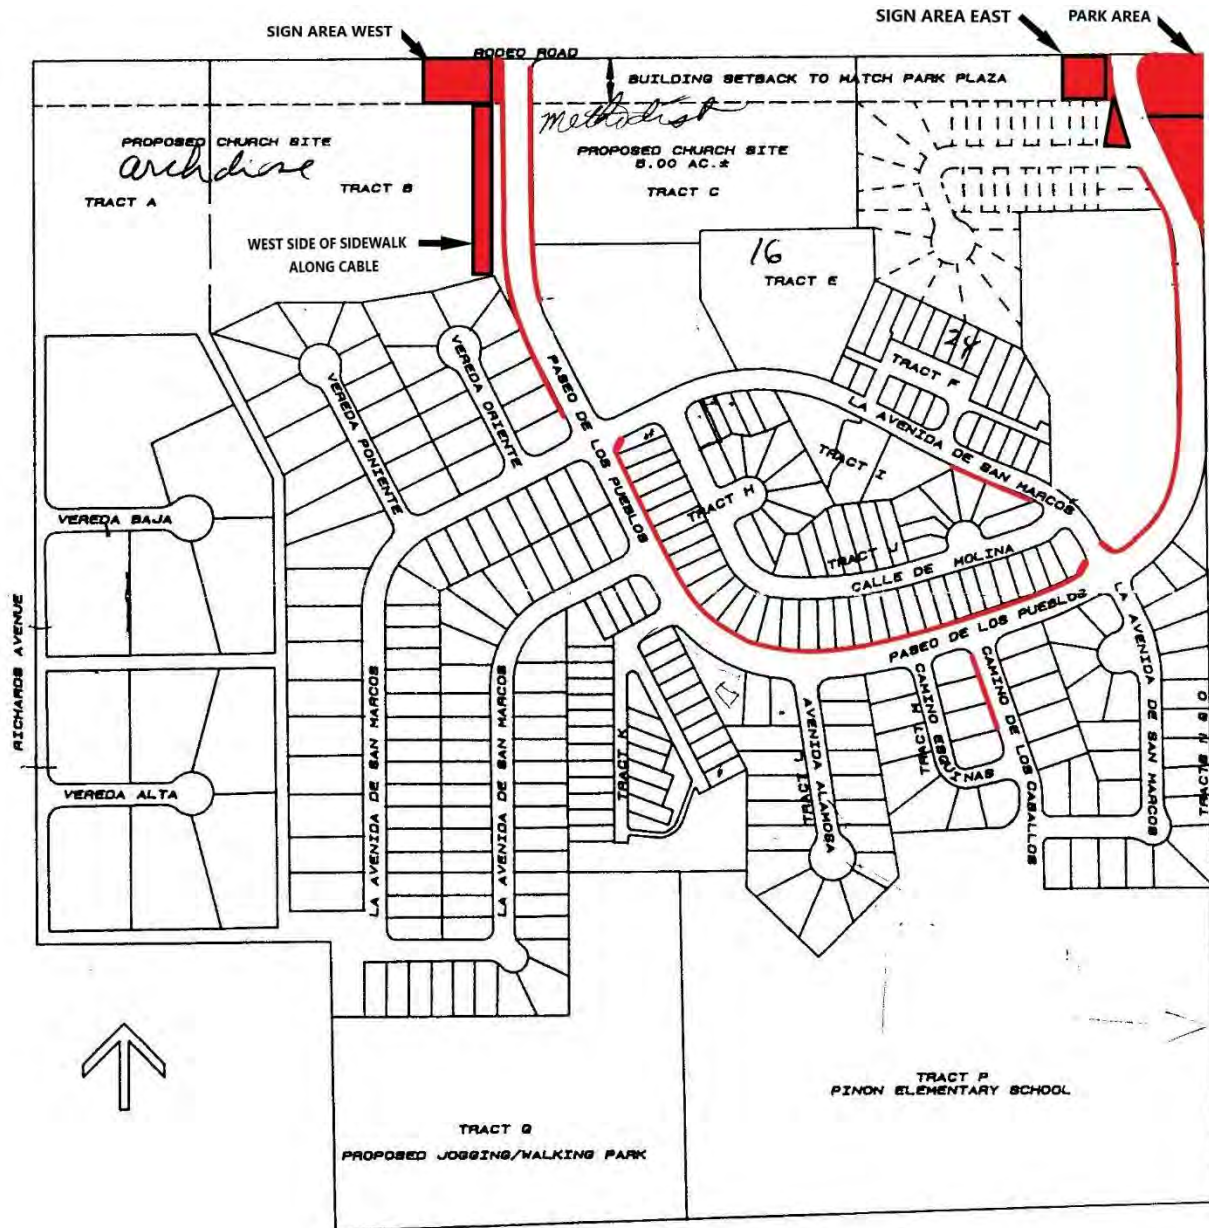 SIGN AREA WEST
SIGN AREA EAST
PARK AREA
RODEO ROAD
BUILDING SETBACK TO MATCH PARK PLAZA
methodist
PROPOSED CHURCH SITE
5.00 AC.±
TRACT C
PROPOSED CHURCH SITE
archdiose
TRACT A
TRACT B
WEST SIDE OF SIDEWALK
ALONG CABLE
16
TRACT E
24
TRACT F
VEREDA PONIENTE
VEREDA ORIENTE
PASEO DE LOS PUEBLOS
LA AVENIDA DE SAN MARCOS
TRACT I
TRACT H
TRACT J
CALLE DE MOLINA
VEREDA BAJA
RICHARDS AVENUE
PASEO DE LOS PUEBLOS
LA AVENIDA DE SAN MARCOS
LA AVENIDA DE SAN MARCOS
LA AVENIDA DE SAN MARCOS
TRACT K
TRACT L
AVENIDA ALAMOSA
TRACT M
CAMINO ESQUINAS
CAMINO DE LOS CABALLOS
TRACTS N & O
VEREDA ALTA
TRACT P
PINON ELEMENTARY SCHOOL
TRACT Q
PROPOSED JOGGING/WALKING PARK